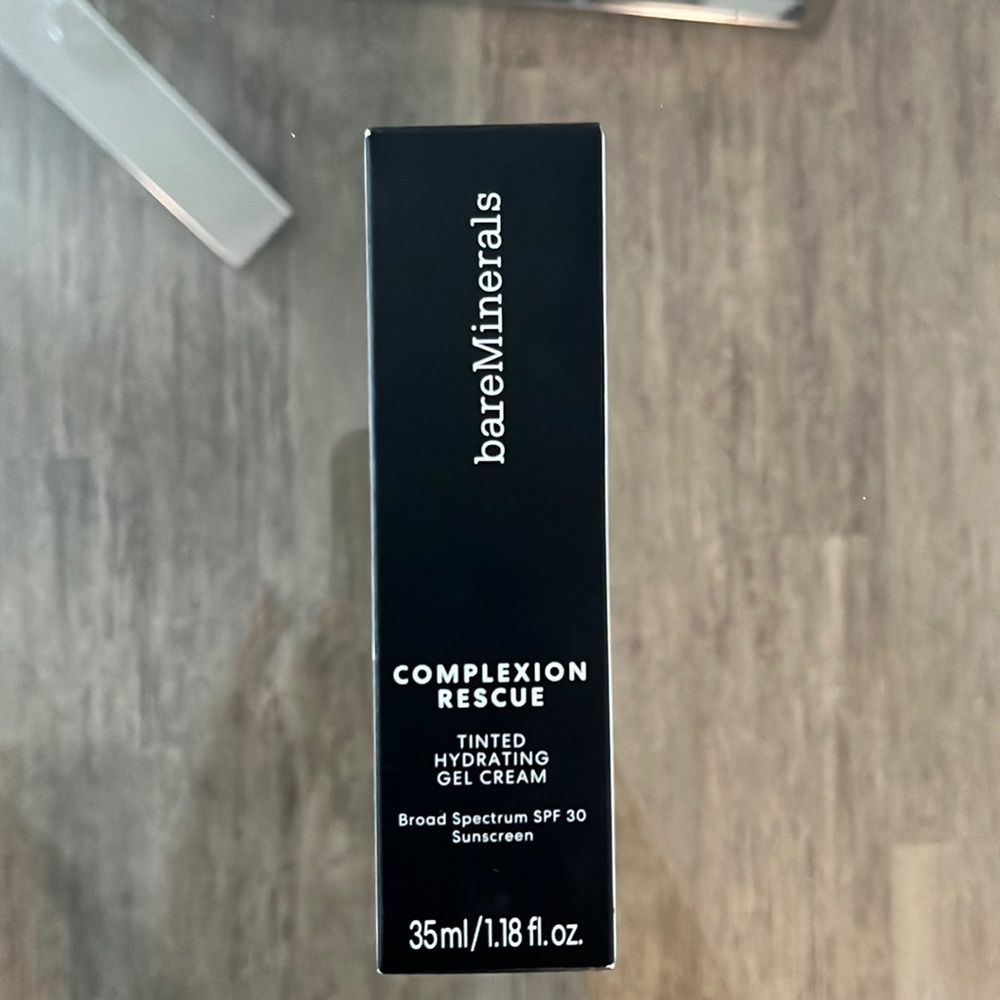 bareMinerals
COMPLEXION
RESCUE
TINTED
HYDRATING
GEL CREAM
Broad Spectrum SPF 30
Sunscreen
35ml/1.18 fl.oz.